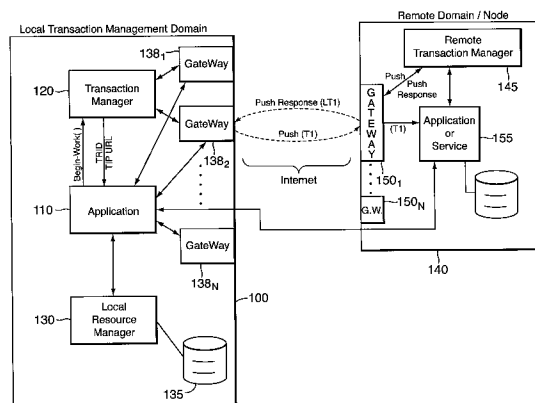 Local Transaction Management Domain
Remote Domain / Node
138₁
GateWay
120
Transaction
Manager
Begin-Work( )
TRID
TIP URL
GateWay
138₂
110
Application
GateWay
138N
130
Local
Resource
Manager
135
100
Push Response (LT1)
Push (T1)
Internet
Remote
Transaction Manager
145
Push
Push
Response
GATEWAY
(T1)
Application
or
Service
155
150₁
G.W.
150N
140